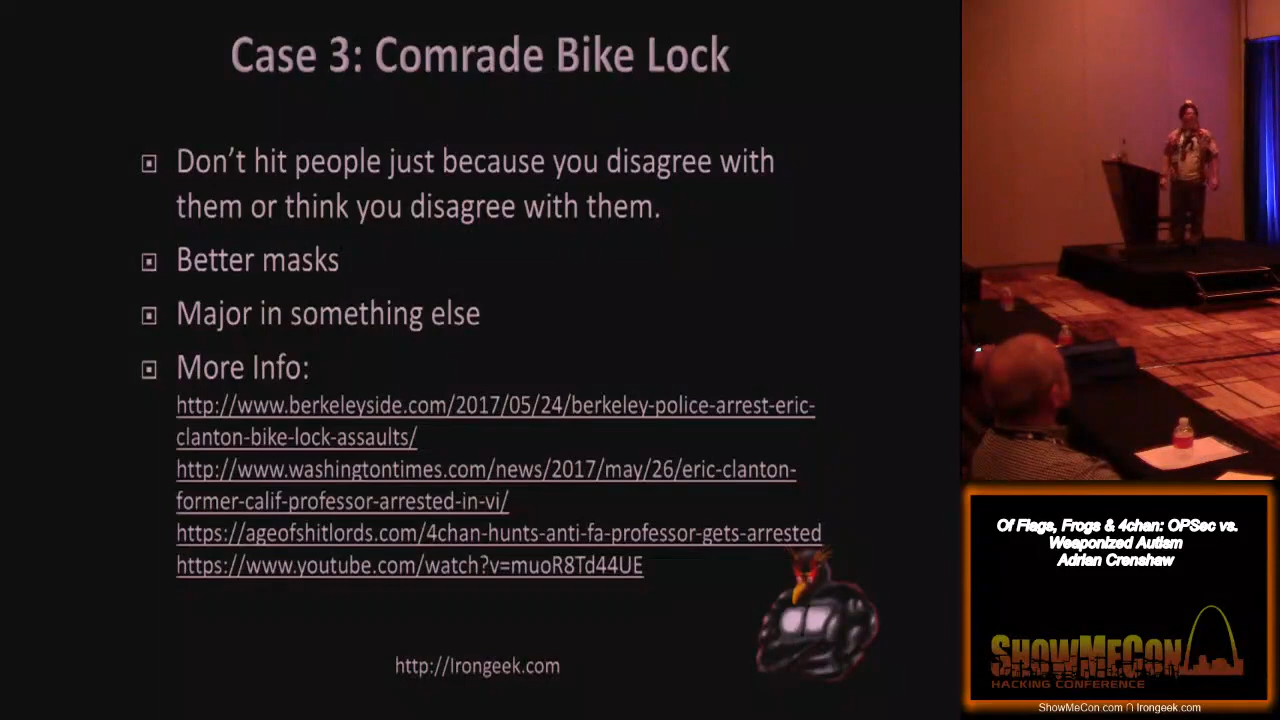 Case 3: Comrade Bike Lock
Don't hit people just because you disagree with
them or think you disagree with them.
Better masks
Major in something else
More Info:
http://www.berkeleyside.com/2017/05/24/berkeley-police-arrest-eric-
clanton-bike-lock-assaults/
http://www.washingtontimes.com/news/2017/may/26/eric-clanton-
former-calif-professor-arrested-in-vi/
https://ageofshitlords.com/4chan-hunts-anti-fa-professor-gets-arrested
https://www.youtube.com/watch?v=muoR8Td44UE
http://Irongeek.com
Of Flags, Frogs & 4chan: OPSec vs.
Weaponized Autism
Adrian Crenshaw
ShowMeCon
HACKING CONFERENCE
ShowMeCon.com ∩ Irongeek.com